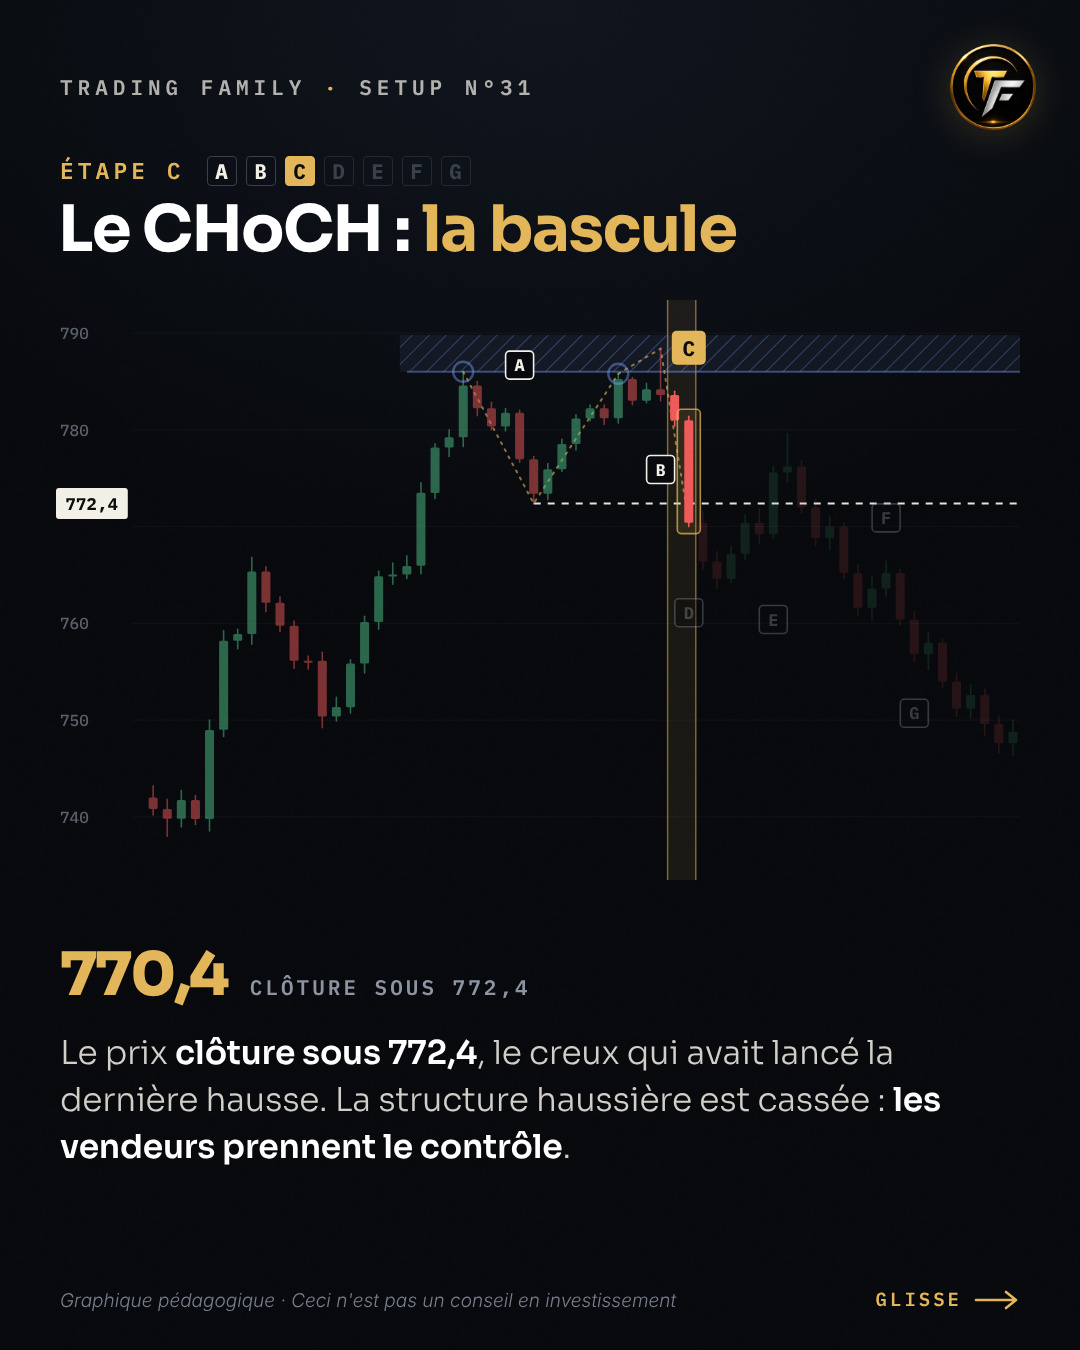 TRADING FAMILY · SETUP N°31
TF
ÉTAPE C A B C D E F G
Le CHoCH : la bascule
790
C
A
780
B
772,4
F
760
D
E
750
G
740
770,4 CLÔTURE SOUS 772,4
Le prix clôture sous 772,4, le creux qui avait lancé la
dernière hausse. La structure haussière est cassée : les
vendeurs prennent le contrôle.
Graphique pédagogique · Ceci n'est pas un conseil en investissement
GLISSE →